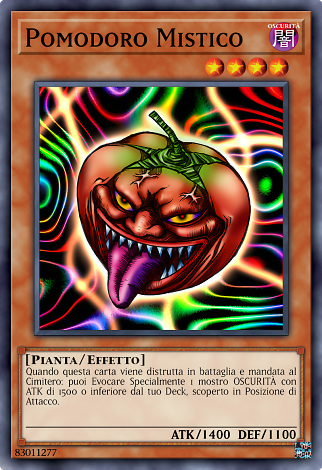 Pomodoro Mistico
OSCURITÀ
闇
[Pianta/Effetto]
Quando questa carta viene distrutta in battaglia e mandata al
Cimitero: puoi Evocare Specialmente 1 mostro OSCURITÀ con
ATK di 1500 o inferiore dal tuo Deck, scoperto in Posizione di
Attacco.
ATK/1400 DEF/1100
83011277